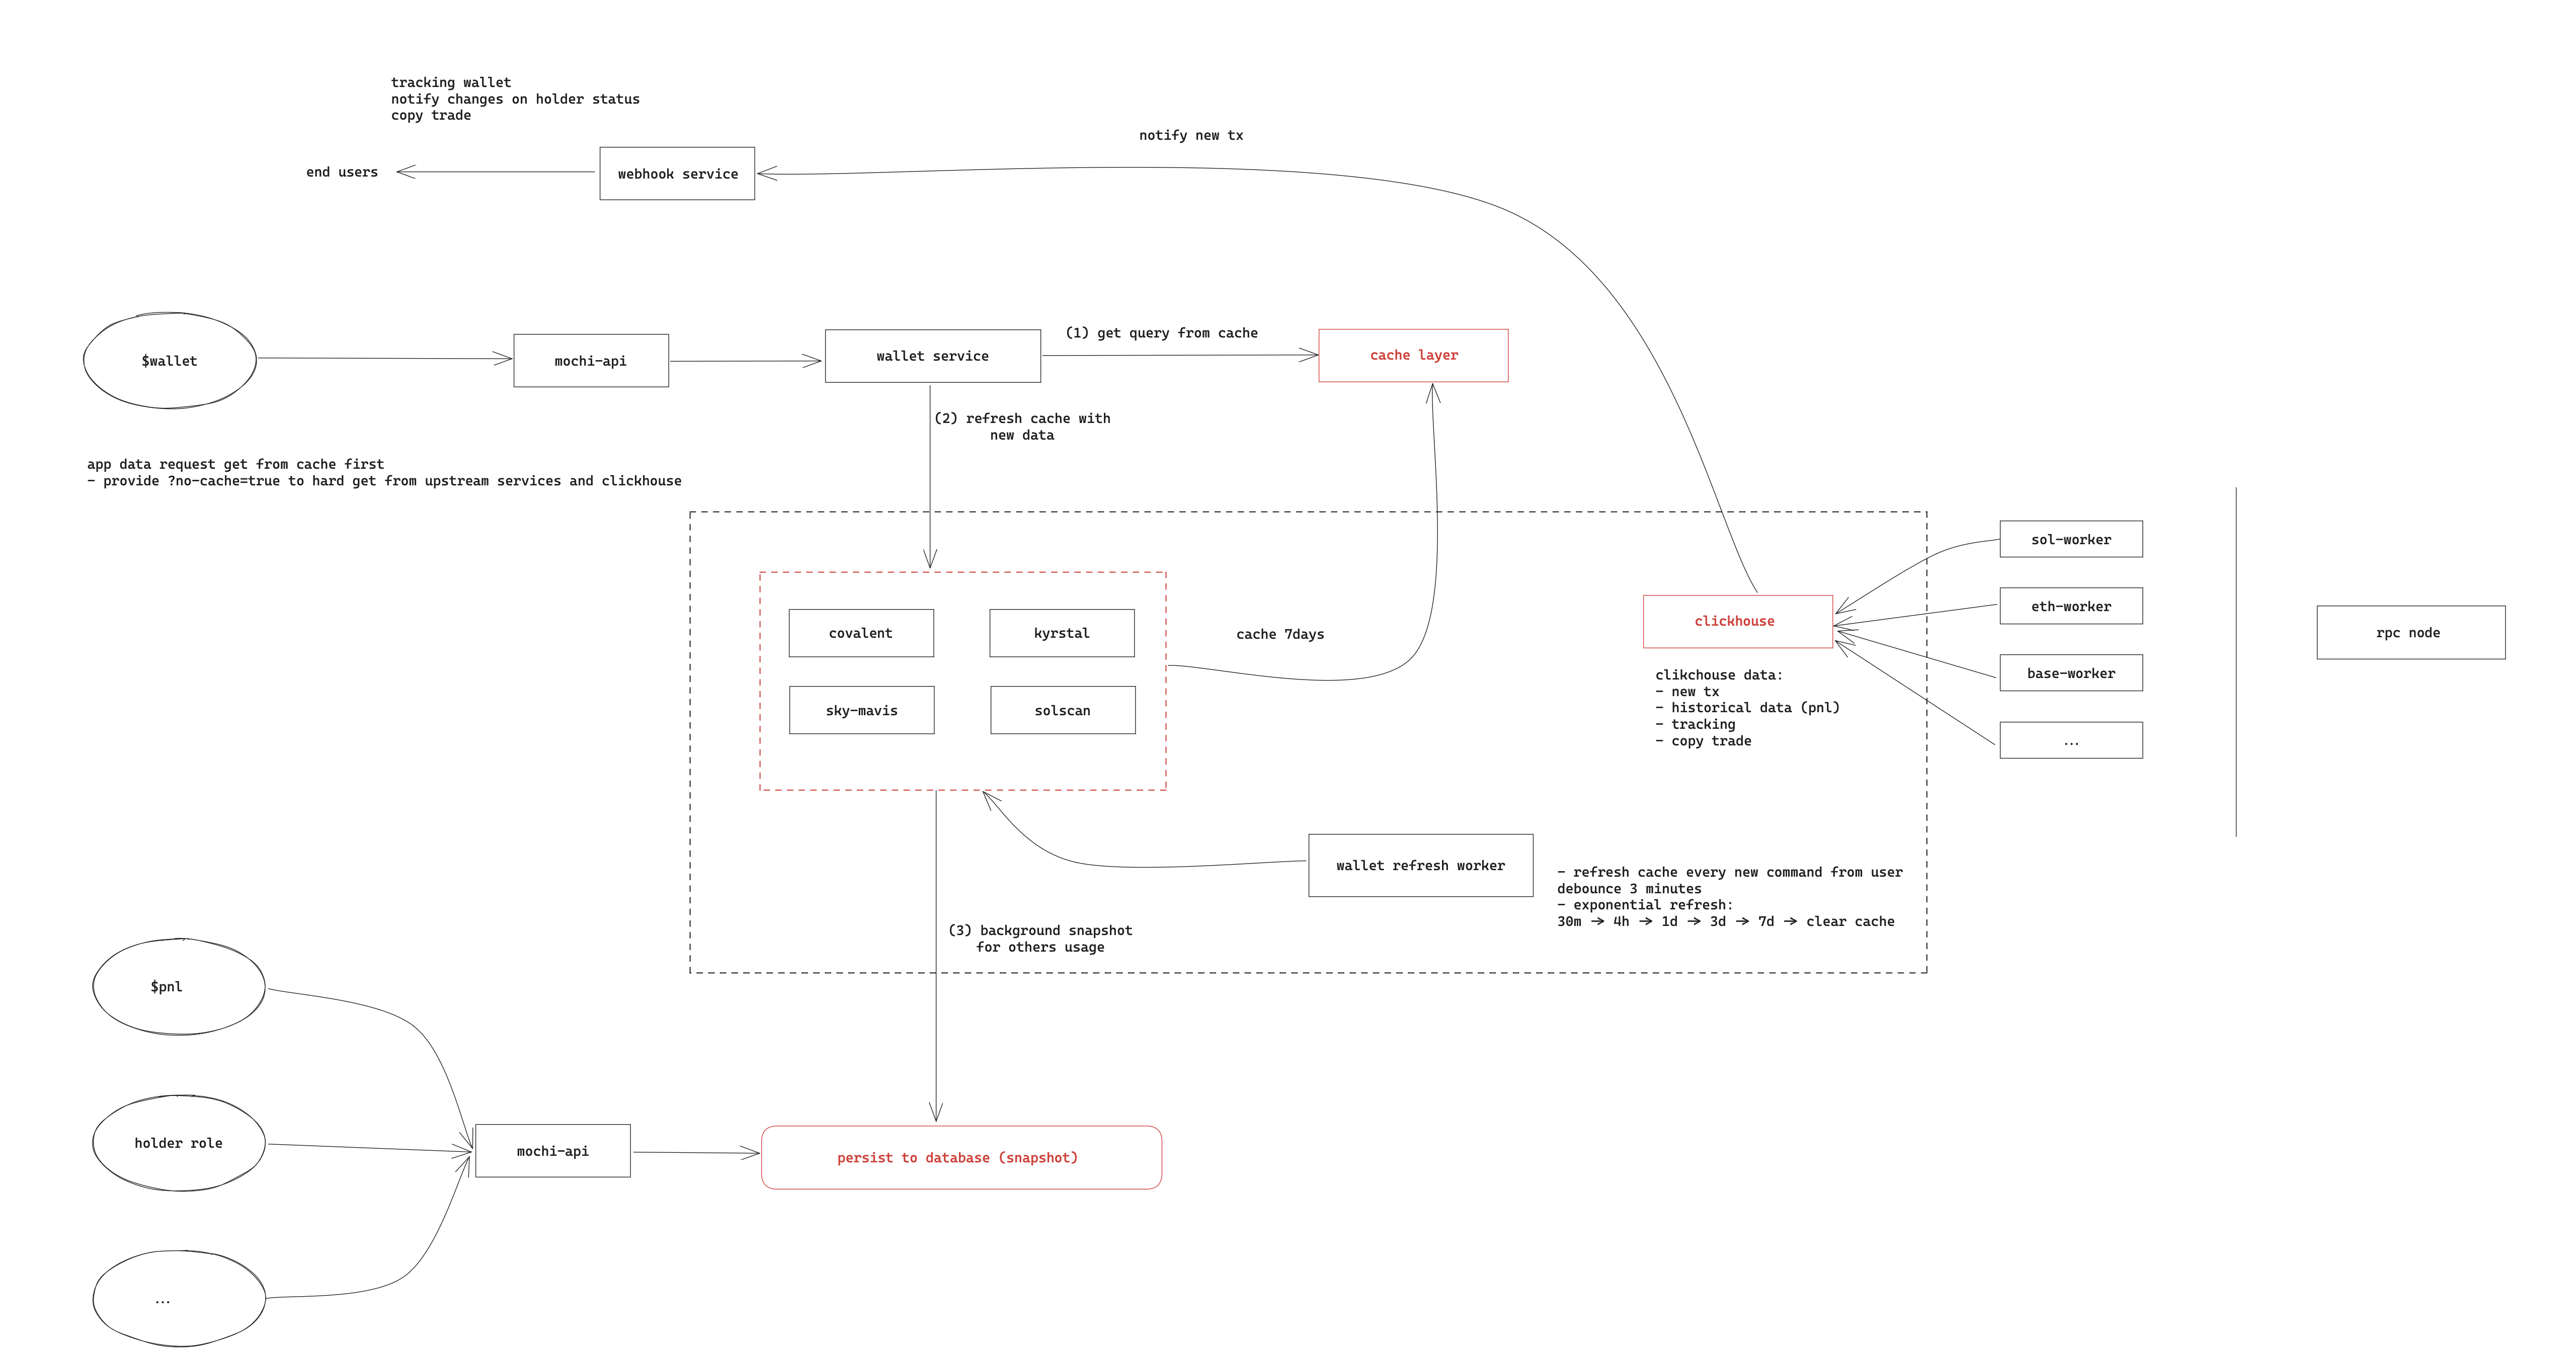 tracking wallet
notify changes on holder status
copy trade
notify new tx
end users
webhook service
$wallet
mochi-api
wallet service
(1) get query from cache
cache layer
(2) refresh cache with
new data
app data request get from cache first
- provide ?no-cache=true to hard get from upstream services and clickhouse
sol-worker
eth-worker
base-worker
...
rpc node
covalent
kyrstal
sky-mavis
solscan
cache 7days
clickhouse
clikchouse data:
- new tx
- historical data (pnl)
- tracking
- copy trade
wallet refresh worker
- refresh cache every new command from user
debounce 3 minutes
- exponential refresh:
30m → 4h → 1d → 3d → 7d → clear cache
(3) background snapshot
for others usage
$pnl
holder role
...
mochi-api
persist to database (snapshot)